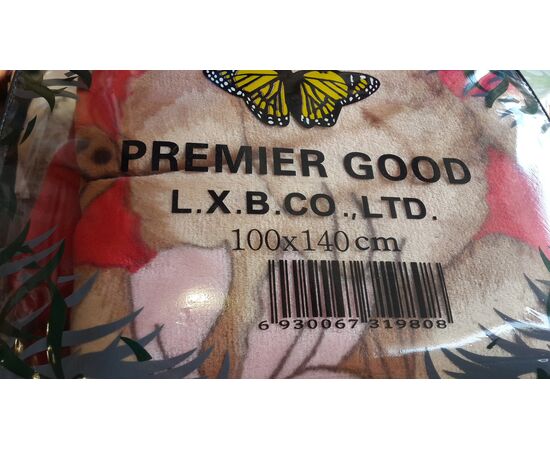 PREMIER GOOD
L.X.B.CO.,LTD.
100x140cm
6 930067 319808